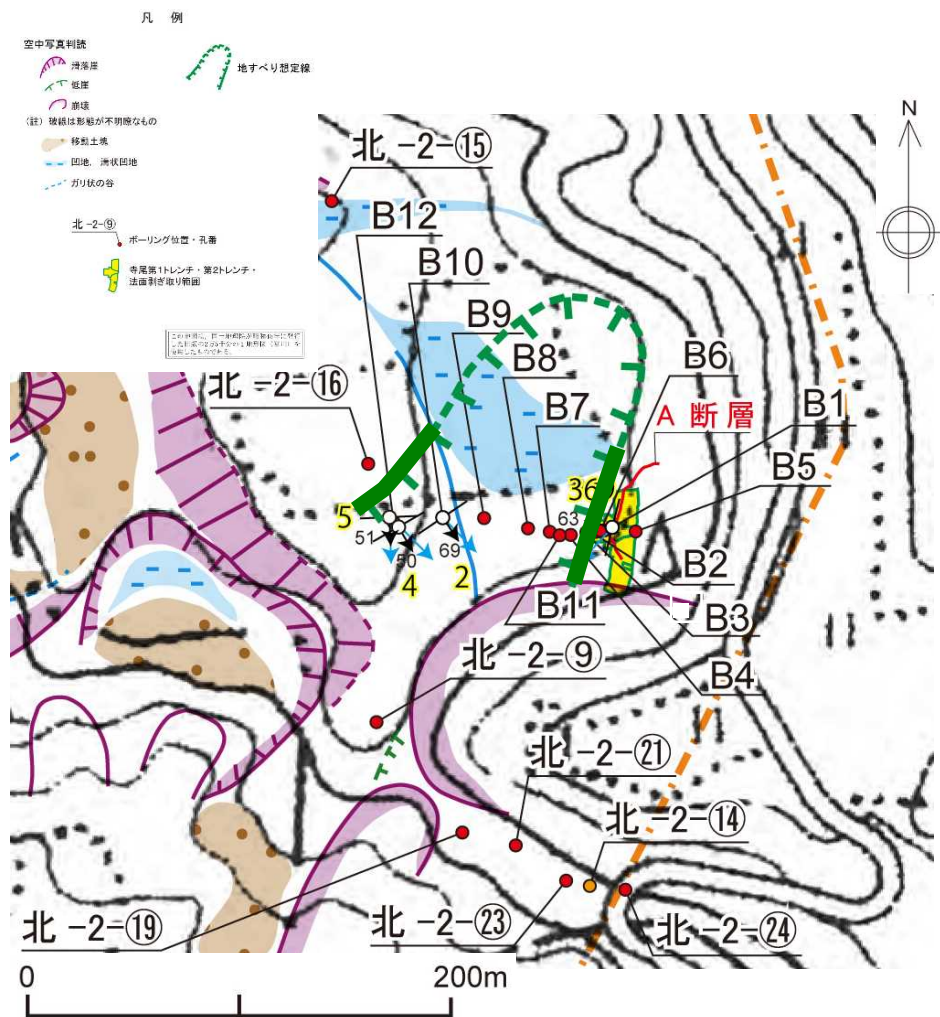 凡 例
空中写真判読
滑落崖
低崖
崩壊
(註) 破線は形態が不明瞭なもの
移動土塊
凹地, 溝状凹地
ガリ状の谷
地すべり想定線
北-2-⑨
ボーリング位置・孔番
寺尾第1トレンチ・第2トレンチ・
法面剥ぎ取り範囲
N
北-2-⑮
B12
B10
B9
B8
B7
B6
B1
A 断層
B5
北-2-⑯
36
63
5
51
50
69
4
2
B11
B2
B3
B4
北-2-⑨
北-2-㉑
北-2-⑭
北-2-⑲
北-2-㉓
北-2-㉔
0
200m